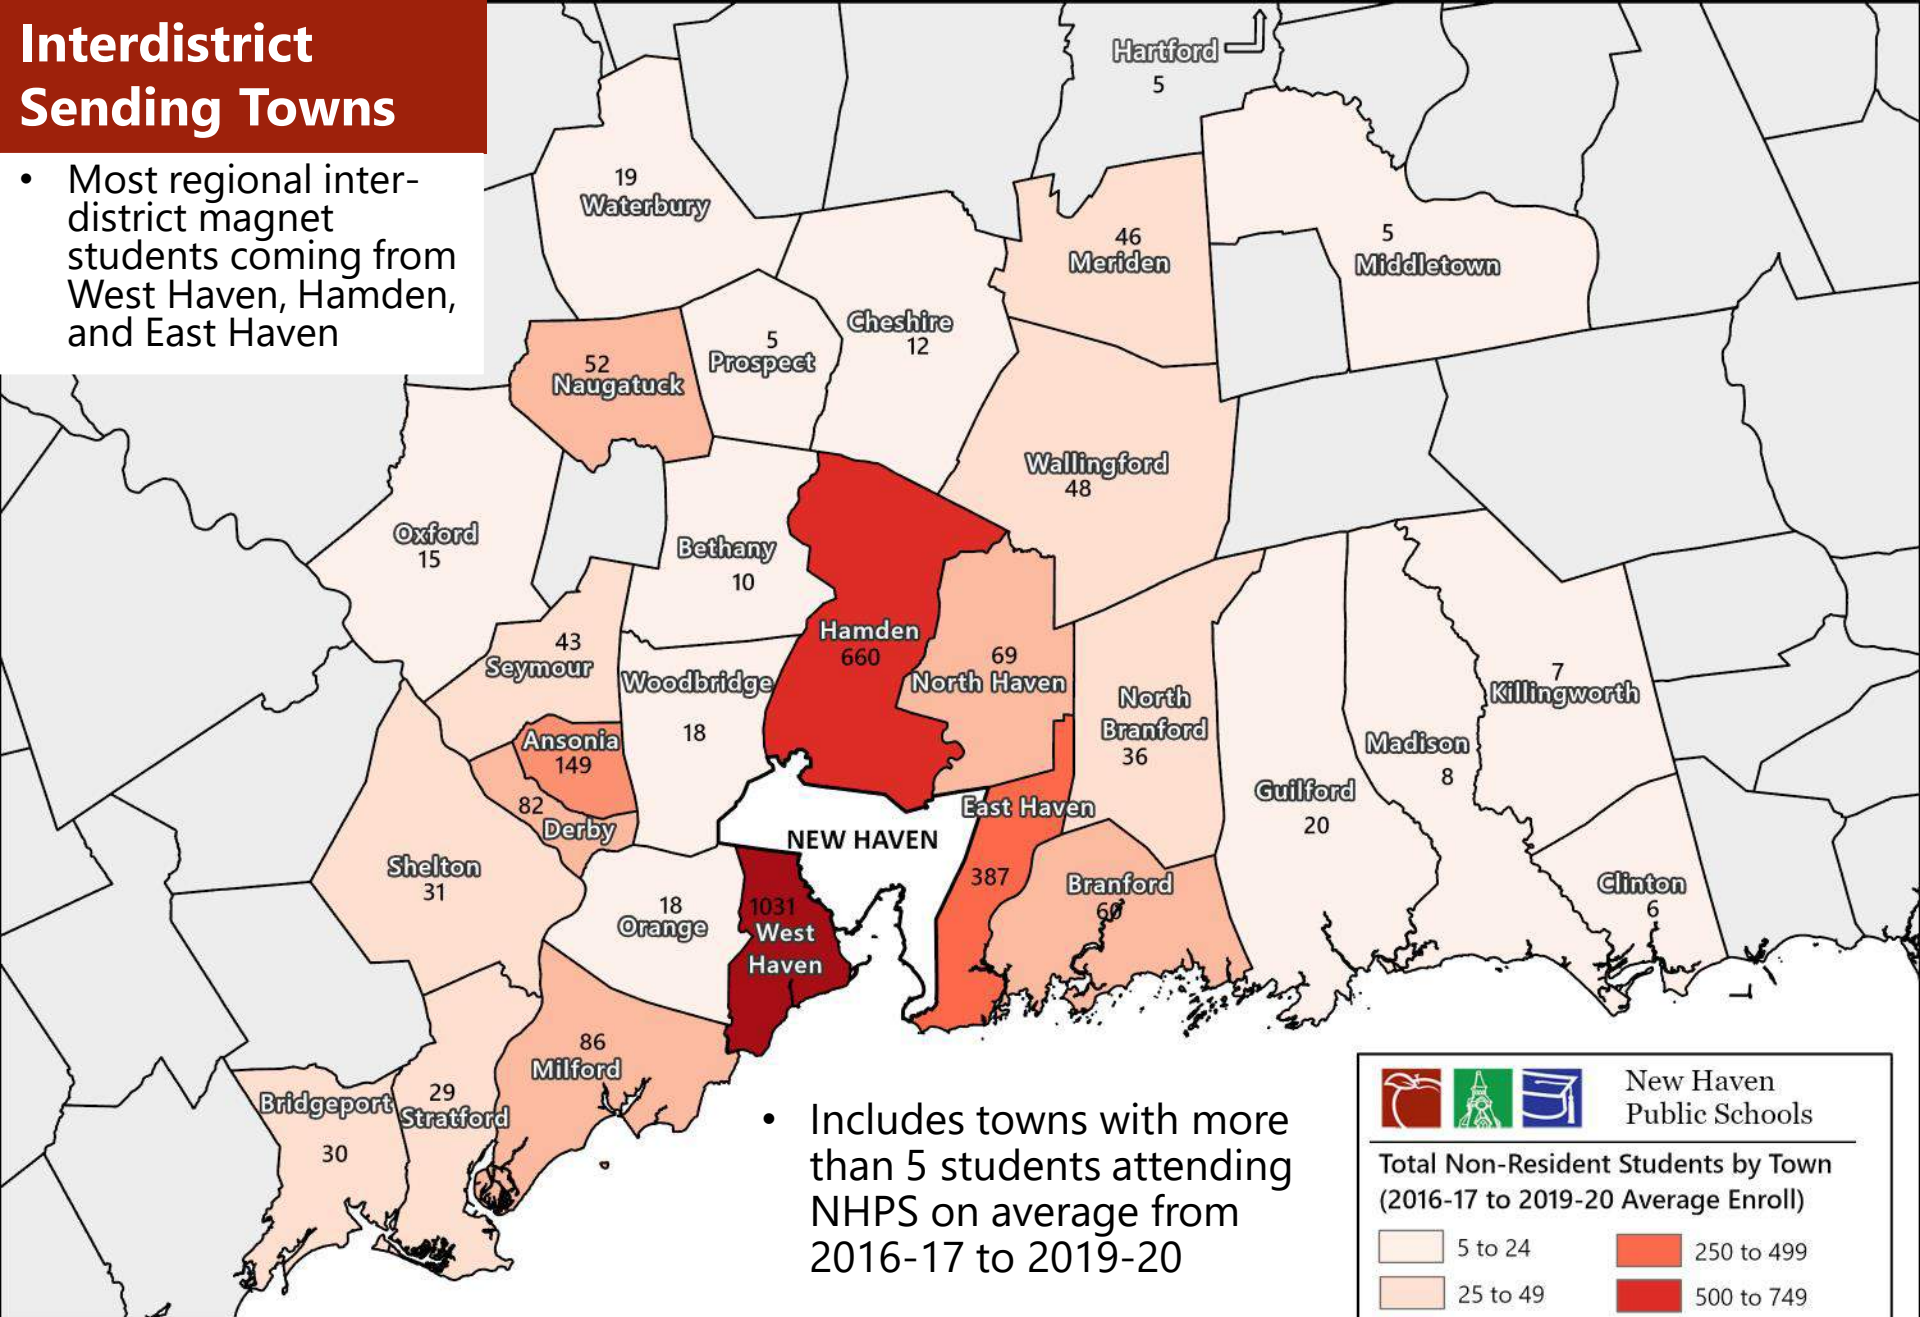 Interdistrict
Sending Towns
• Most regional inter-
district magnet
students coming from
West Haven, Hamden,
and East Haven
Hartford
5
19
Waterbury
46
Meriden
5
Middletown
52
Naugatuck
5
Prospect
Cheshire
12
Wallingford
48
Oxford
15
Bethany
10
Hamden
660
69
North Haven
43
Seymour
Woodbridge
18
North
Branford
36
7
Killingworth
Madison
8
Ansonia
149
82
Derby
Guilford
20
East Haven
387
NEW HAVEN
Shelton
31
Branford
60
Clinton
6
18
Orange
1031
West
Haven
86
Milford
Bridgeport
30
29
Stratford
• Includes towns with more
than 5 students attending
NHPS on average from
2016-17 to 2019-20
New Haven
Public Schools
Total Non-Resident Students by Town
(2016-17 to 2019-20 Average Enroll)
5 to 24
250 to 499
25 to 49
500 to 749